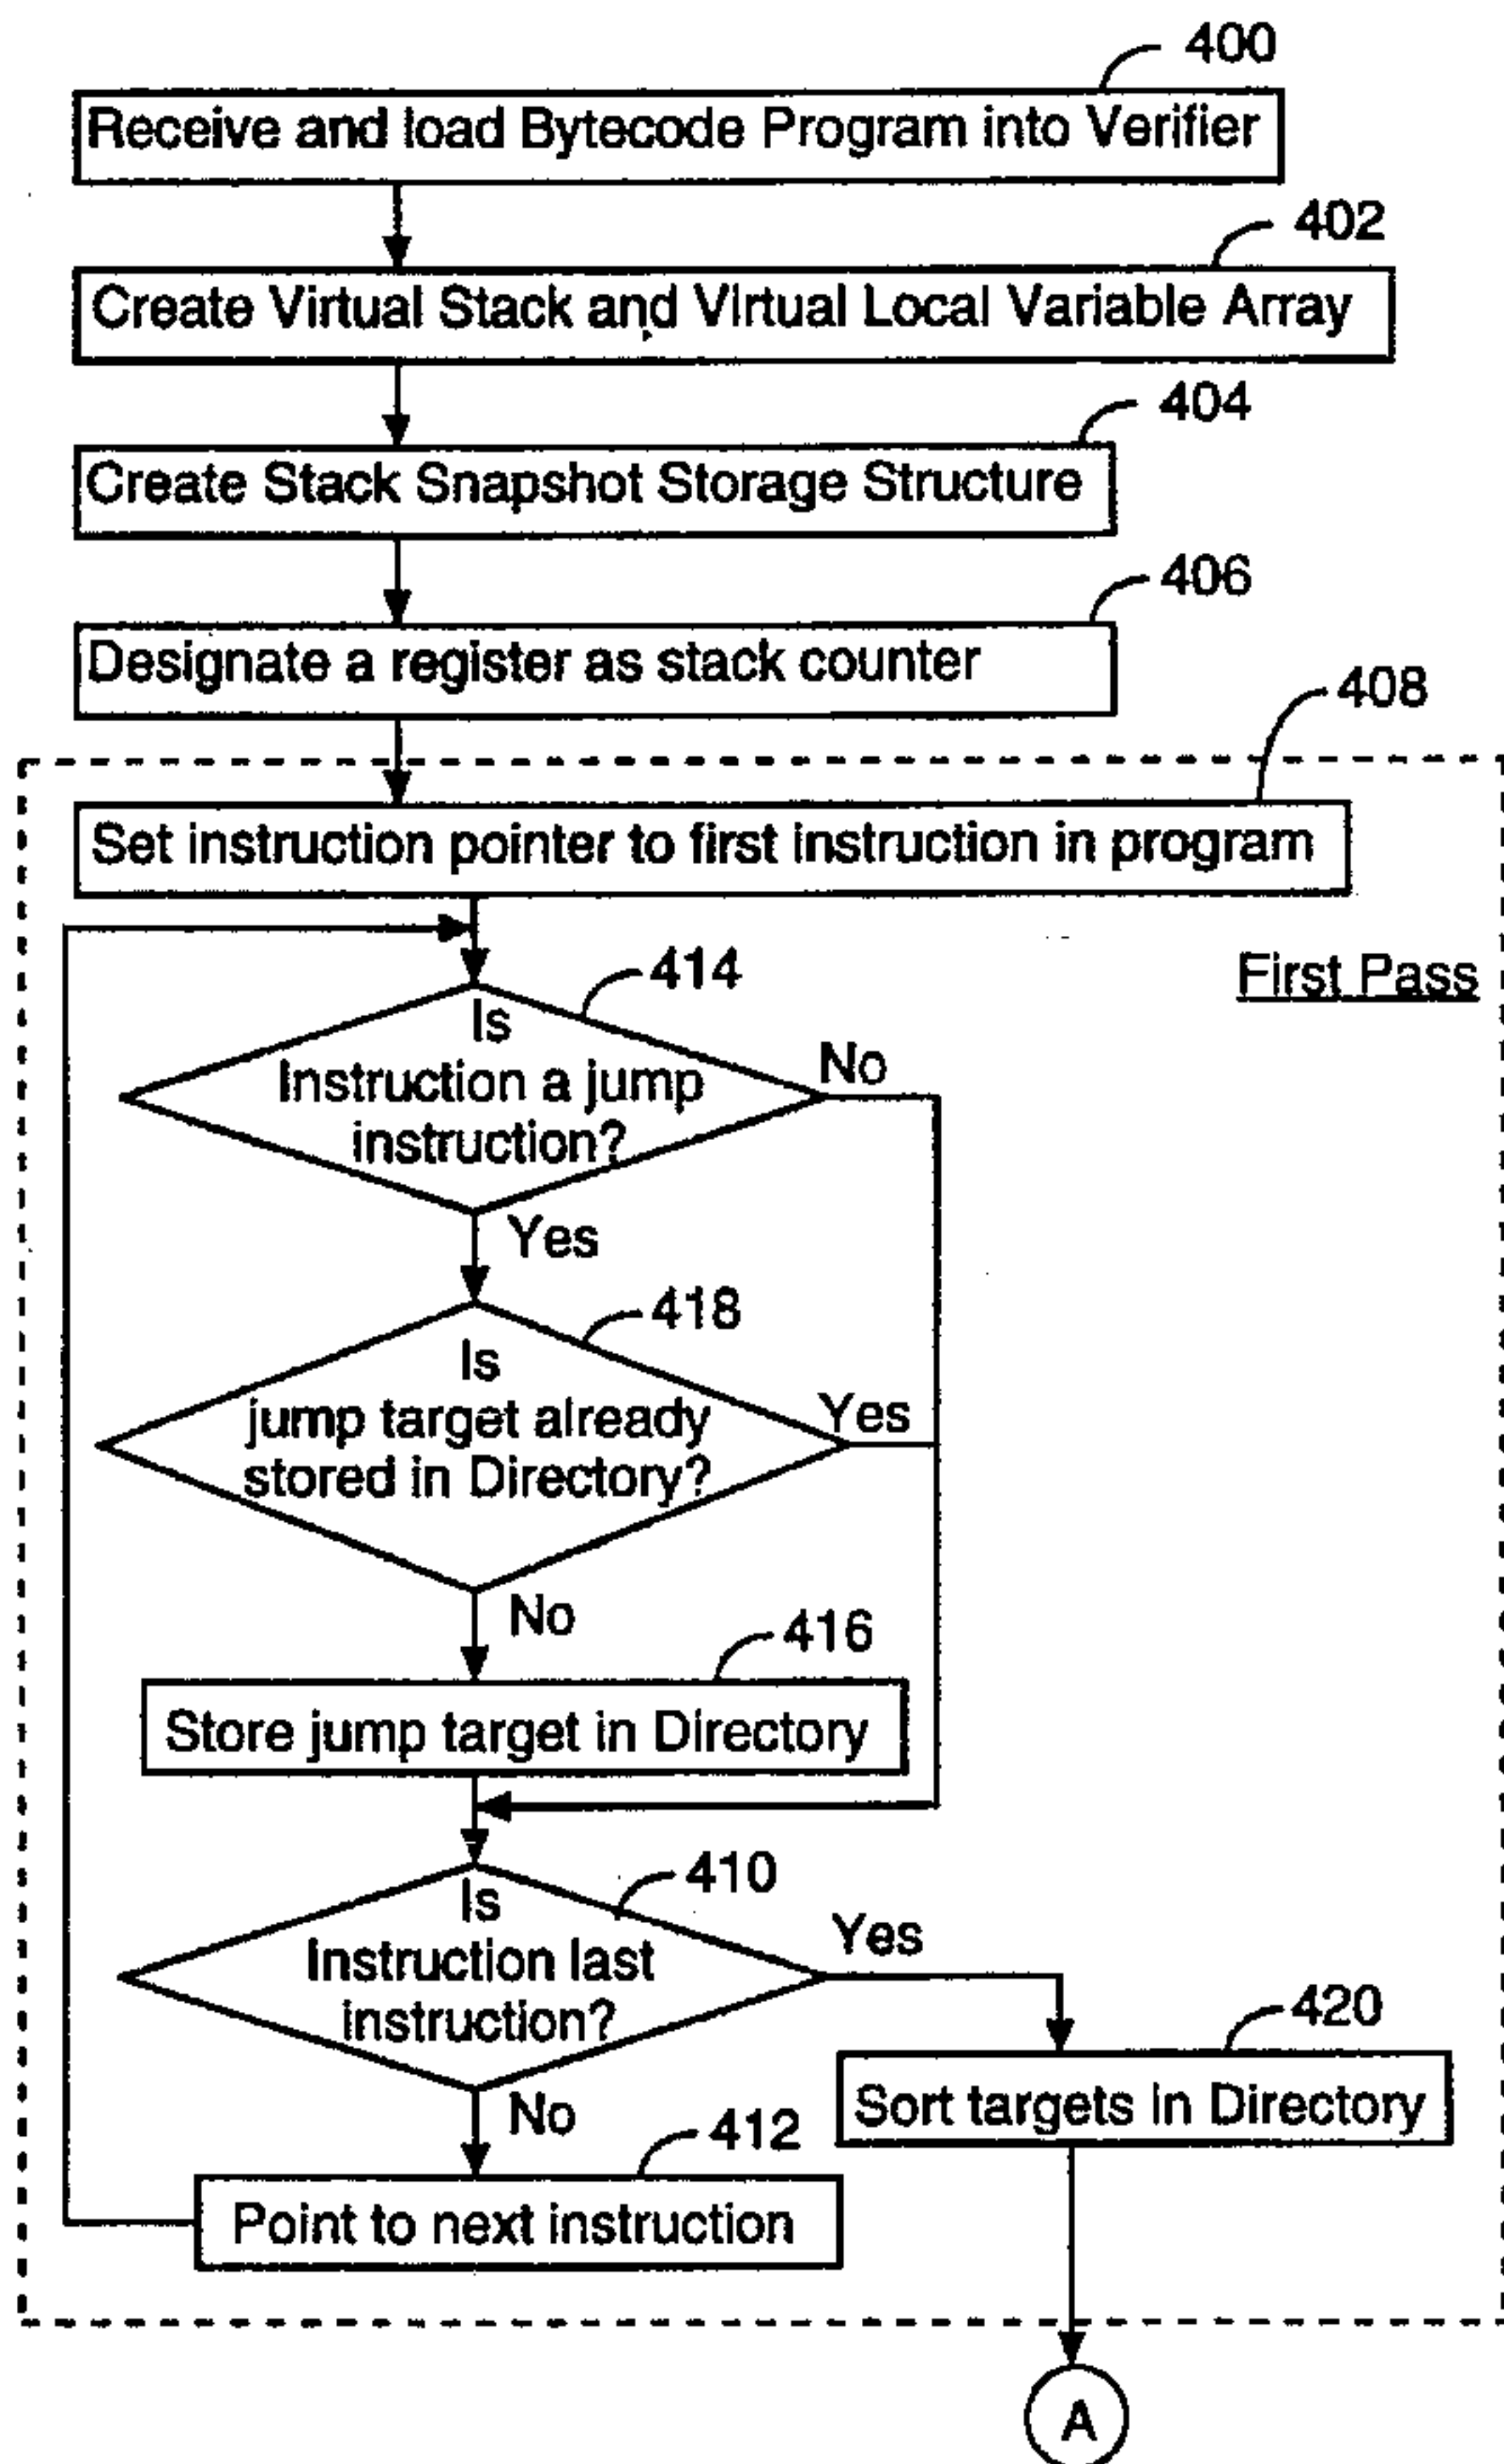 400
Receive and load Bytecode Program into Verifier
402
Create Virtual Stack and Virtual Local Variable Array
404
Create Stack Snapshot Storage Structure
406
Designate a register as stack counter
408
Set instruction pointer to first instruction in program
First Pass
414
Is
Instruction a jump
instruction?
No
Yes
418
Is
jump target already
stored in Directory?
Yes
No
416
Store jump target in Directory
410
Is
Instruction last
instruction?
Yes
No
420
Sort targets in Directory
412
Point to next instruction
A